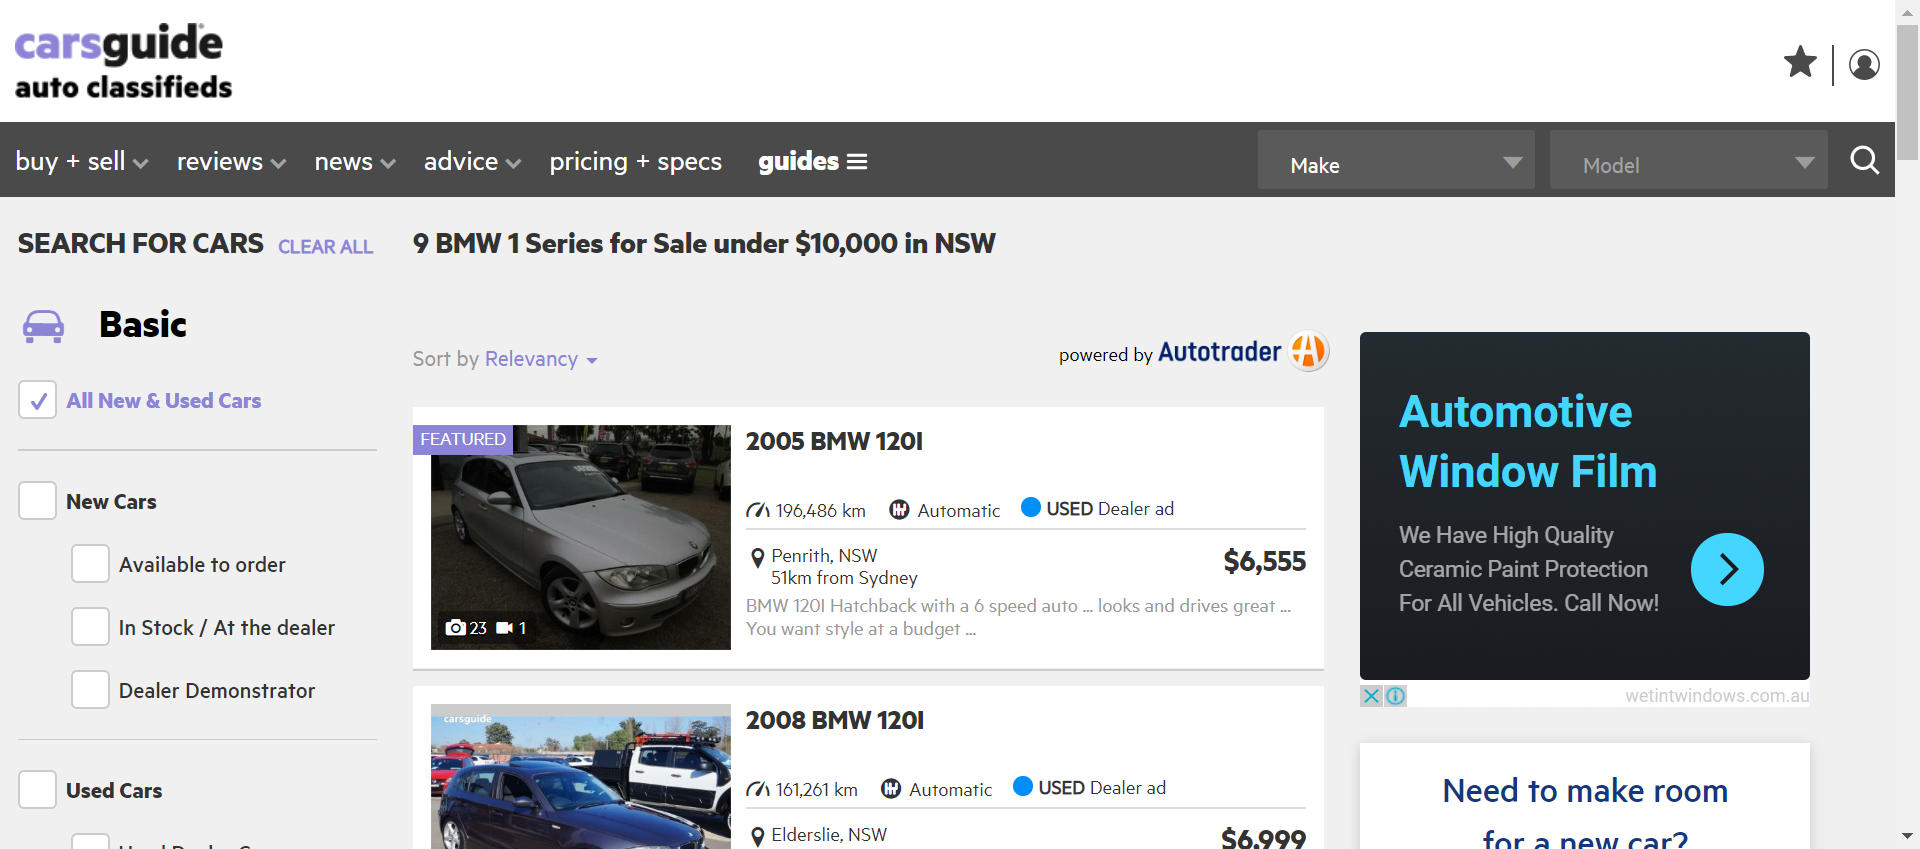 carsguide
auto classifieds
buy + sell
reviews
news
advice
pricing + specs
guides
Make
Model
SEARCH FOR CARS
CLEAR ALL
Basic
All New & Used Cars
New Cars
Available to order
In Stock / At the dealer
Dealer Demonstrator
Used Cars
9 BMW 1 Series for Sale under $10,000 in NSW
Sort by Relevancy
powered by Autotrader
FEATURED
23
1
2005 BMW 120I
196,486 km
Automatic
USED Dealer ad
Penrith, NSW
51km from Sydney
$6,555
BMW 120I Hatchback with a 6 speed auto ... looks and drives great ...
You want style at a budget ...
carsguide
2008 BMW 120I
161,261 km
Automatic
USED Dealer ad
Elderslie, NSW
$6,999
Automotive
Window Film
We Have High Quality
Ceramic Paint Protection
For All Vehicles. Call Now!
wetintwindows.com.au
Need to make room
for a new car?